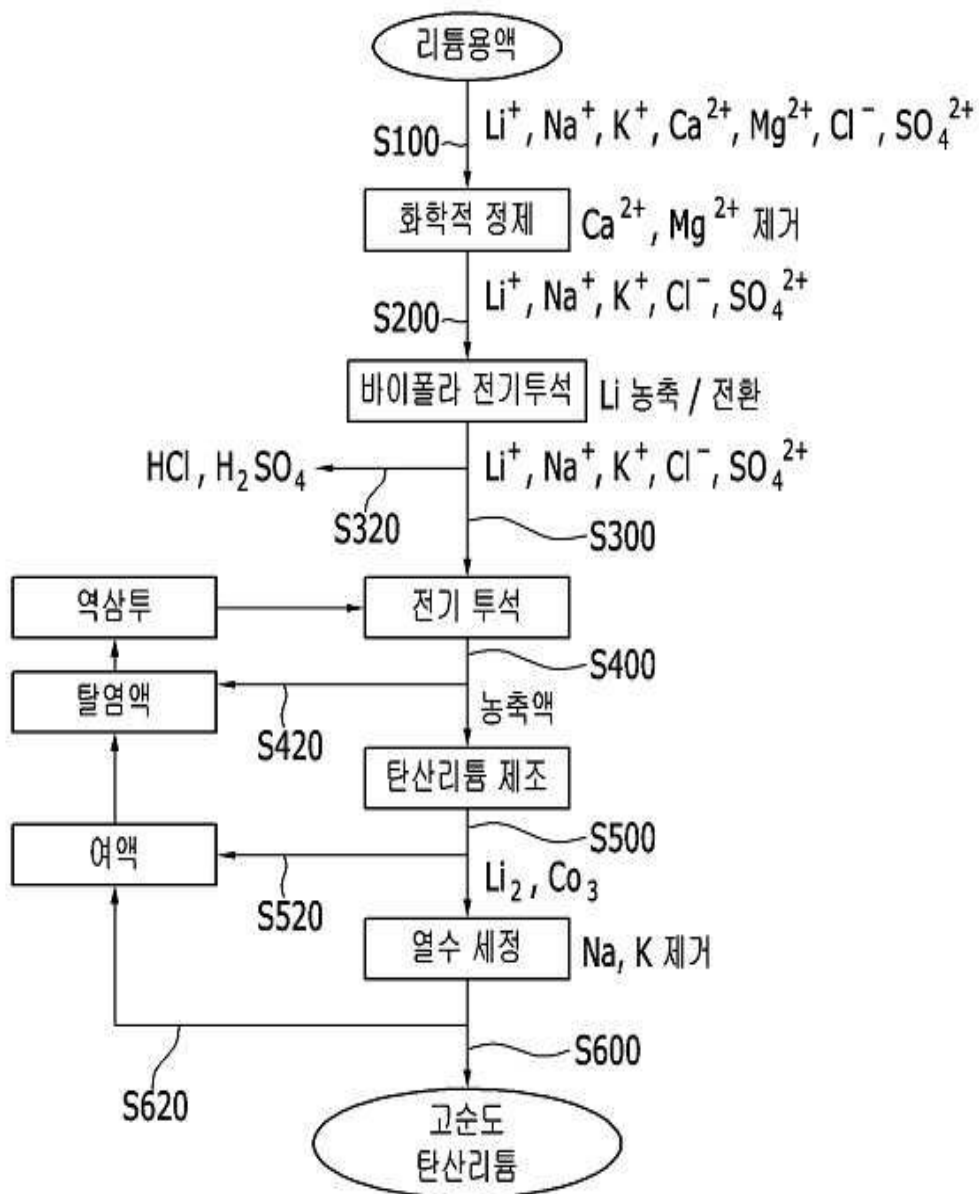 리튬용액
S100
Li⁺, Na⁺, K⁺, Ca²⁺, Mg²⁺, Cl⁻, SO₄²⁺
화학적 정제
Ca²⁺, Mg²⁺ 제거
S200
Li⁺, Na⁺, K⁺, Cl⁻, SO₄²⁺
바이폴라 전기투석
Li 농축 / 전환
HCl, H₂SO₄
S320
Li⁺, Na⁺, K⁺, Cl⁻, SO₄²⁺
S300
역삼투
전기 투석
S400
탈염액
S420
농축액
탄산리튬 제조
S500
여액
S520
Li₂, Co₃
열수 세정
Na, K 제거
S600
S620
고순도
탄산리튬